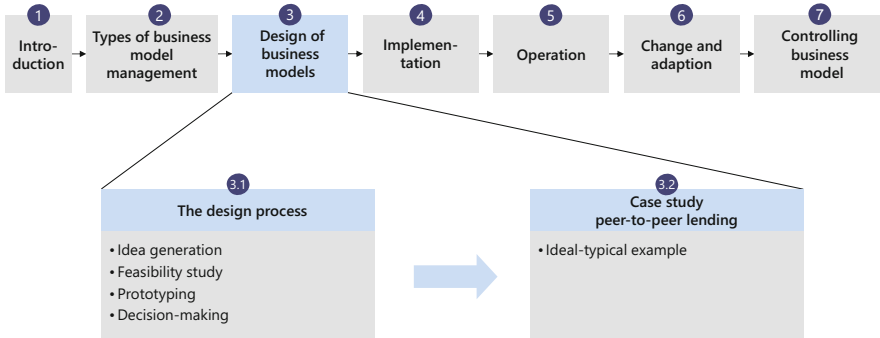 1
Intro-
duction
2
Types of business
model
management
3
Design of
business
models
4
Implemen-
tation
5
Operation
6
Change and
adaption
7
Controlling
business
model
3.1
The design process
• Idea generation
• Feasibility study
• Prototyping
• Decision-making
3.2
Case study
peer-to-peer lending
• Ideal-typical example